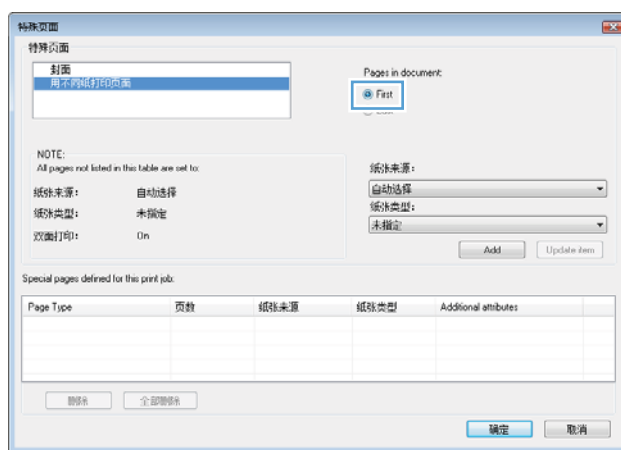 特殊页面
特殊页面
封面
用不同纸打印页面
Pages in document:
First
NOTE:
All pages not listed in this table are set to:
纸张来源: 自动选择
纸张类型: 未指定
双面打印: On
纸张来源:
自动选择
纸张类型:
未指定
Add Update item
Special pages defined for this print job:
Page Type 页数 纸张来源 纸张类型 Additional attributes
删除 全部删除
确定 取消